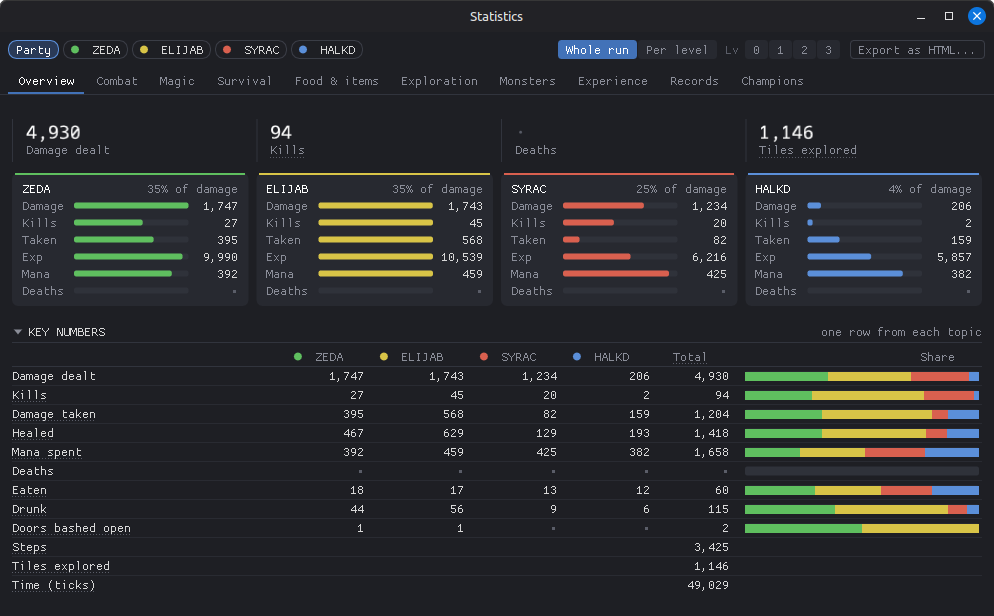 Statistics
Party ZEDA ELIJAB SYRAC HALKD Whole run Per level Lv 0 1 2 3 Export as HTML...
Overview Combat Magic Survival Food & items Exploration Monsters Experience Records Champions
4,930 94 · 1,146
Damage dealt Kills Deaths Tiles explored
ZEDA 35% of damage ELIJAB 35% of damage SYRAC 25% of damage HALKD 4% of damage
Damage 1,747 Damage 1,743 Damage 1,234 Damage 206
Kills 27 Kills 45 Kills 20 Kills 2
Taken 395 Taken 568 Taken 82 Taken 159
Exp 9,990 Exp 10,539 Exp 6,216 Exp 5,857
Mana 392 Mana 459 Mana 425 Mana 382
Deaths · Deaths · Deaths · Deaths ·
KEY NUMBERS one row from each topic
ZEDA ELIJAB SYRAC HALKD Total Share
Damage dealt 1,747 1,743 1,234 206 4,930
Kills 27 45 20 2 94
Damage taken 395 568 82 159 1,204
Healed 467 629 129 193 1,418
Mana spent 392 459 425 382 1,658
Deaths · · · · ·
Eaten 18 17 13 12 60
Drunk 44 56 9 6 115
Doors bashed open 1 1 · · 2
Steps 3,425
Tiles explored 1,146
Time (ticks) 49,029